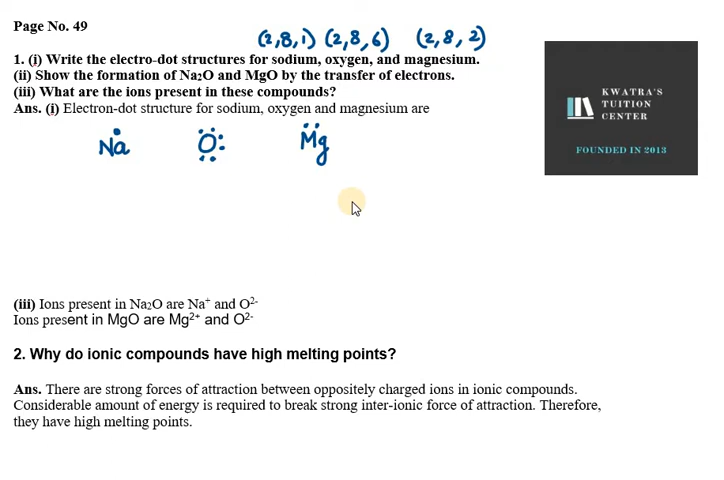 Page No. 49
(2,8,1) (2,8,6) (2,8,2)
1. (i) Write the electro-dot structures for sodium, oxygen, and magnesium.
(ii) Show the formation of Na₂O and MgO by the transfer of electrons.
(iii) What are the ions present in these compounds?
Ans. (i) Electron-dot structure for sodium, oxygen and magnesium are
Na O Mg
KWATRA'S
TUITION
CENTER
FOUNDED IN 2013
(iii) Ions present in Na₂O are Na⁺ and O²⁻
Ions present in MgO are Mg²⁺ and O²⁻
2. Why do ionic compounds have high melting points?
Ans. There are strong forces of attraction between oppositely charged ions in ionic compounds.
Considerable amount of energy is required to break strong inter-ionic force of attraction. Therefore,
they have high melting points.